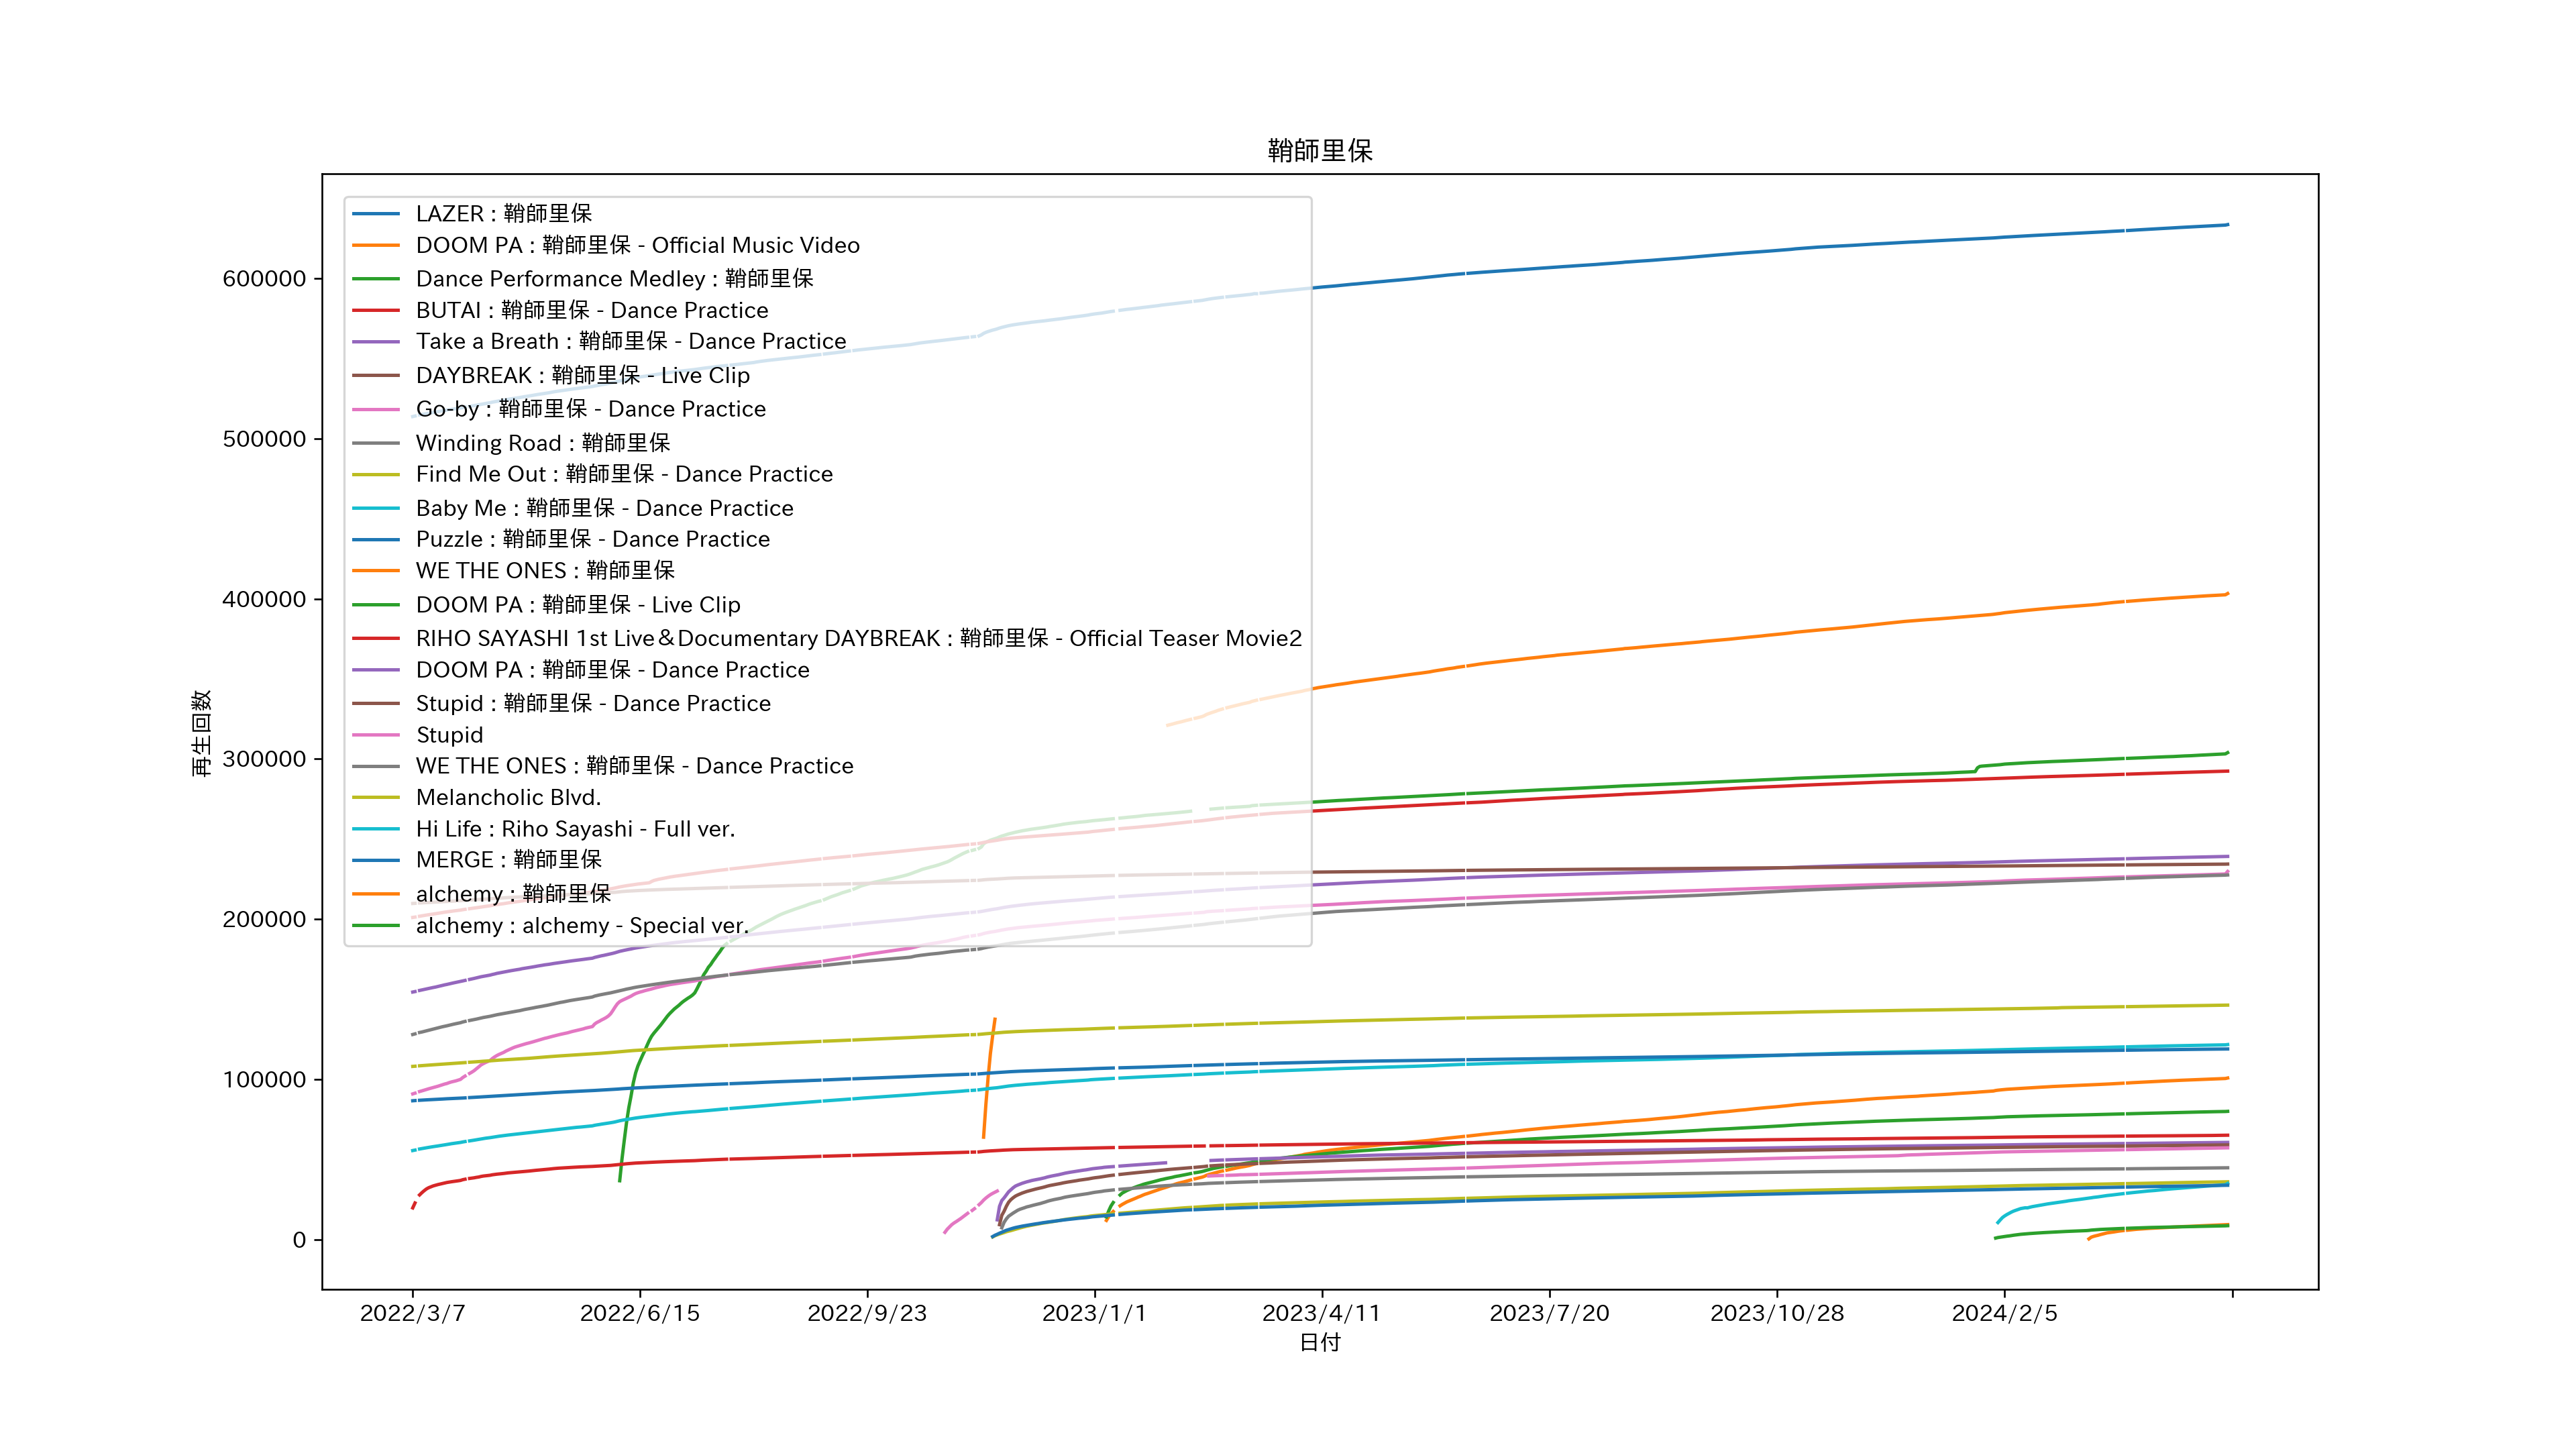 鞘師里保
LAZER : 鞘師里保
DOOM PA : 鞘師里保 - Official Music Video
Dance Performance Medley : 鞘師里保
BUTAI : 鞘師里保 - Dance Practice
Take a Breath : 鞘師里保 - Dance Practice
DAYBREAK : 鞘師里保 - Live Clip
Go-by : 鞘師里保 - Dance Practice
Winding Road : 鞘師里保
Find Me Out : 鞘師里保 - Dance Practice
Baby Me : 鞘師里保 - Dance Practice
Puzzle : 鞘師里保 - Dance Practice
WE THE ONES : 鞘師里保
DOOM PA : 鞘師里保 - Live Clip
RIHO SAYASHI 1st Live＆Documentary DAYBREAK : 鞘師里保 - Official Teaser Movie2
DOOM PA : 鞘師里保 - Dance Practice
Stupid : 鞘師里保 - Dance Practice
Stupid
WE THE ONES : 鞘師里保 - Dance Practice
Melancholic Blvd.
Hi Life : Riho Sayashi - Full ver.
MERGE : 鞘師里保
alchemy : 鞘師里保
alchemy : alchemy - Special ver.
再生回数
600000
500000
400000
300000
200000
100000
0
2022/3/7 2022/6/15 2022/9/23 2023/1/1 2023/4/11 2023/7/20 2023/10/28 2024/2/5
日付